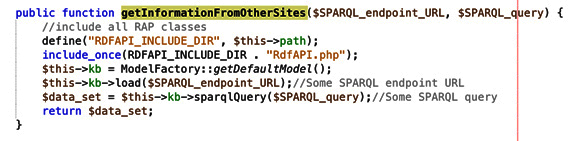 public function getInformationFromOtherSites($SPARQL_endpoint_URL, $SPARQL_query) {
//include all RAP classes
define("RDFAPI_INCLUDE_DIR", $this->path);
include_once(RDFAPI_INCLUDE_DIR . "RdfAPI.php");
$this->kb = ModelFactory::getDefaultModel();
$this->kb->load($SPARQL_endpoint_URL);//Some SPARQL endpoint URL
$data_set = $this->kb->sparqlQuery($SPARQL_query);//Some SPARQL query
return $data_set;
}